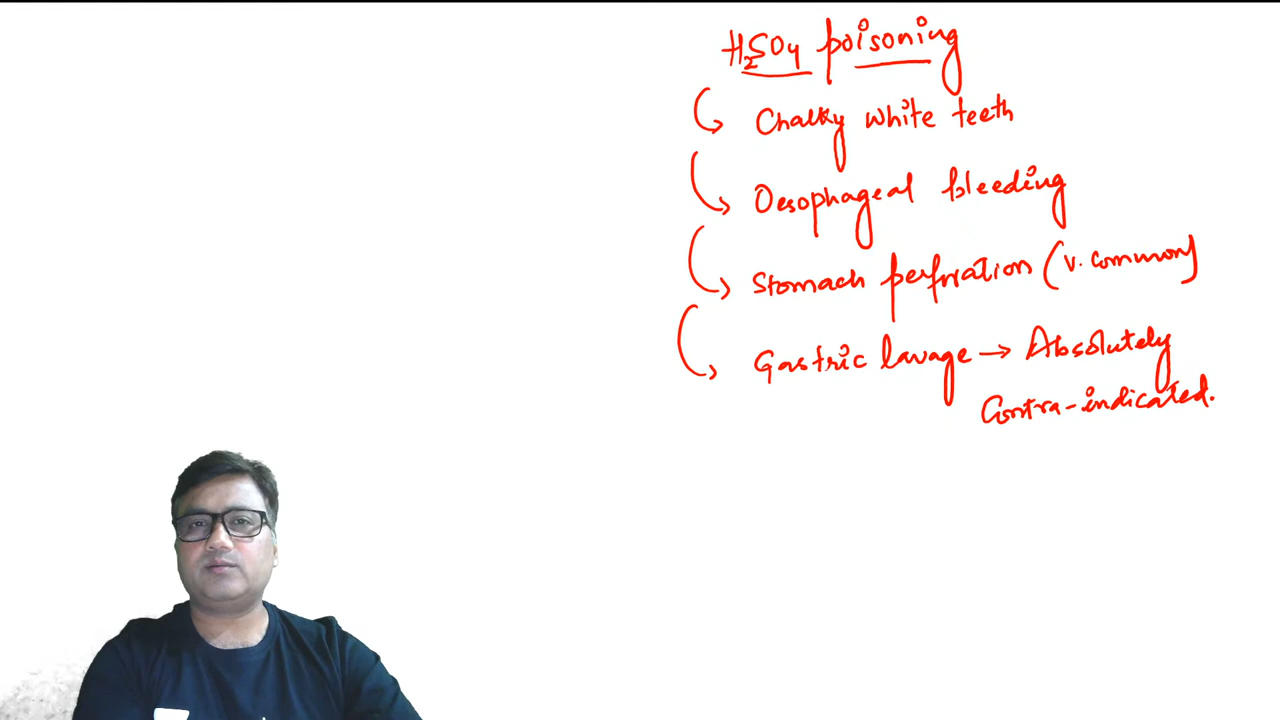 H2SO4 poisoning
Chalky white teeth
Oesophageal bleeding
Stomach perforation (v. common)
Gastric lavage → Absolutely
Contra-indicated.